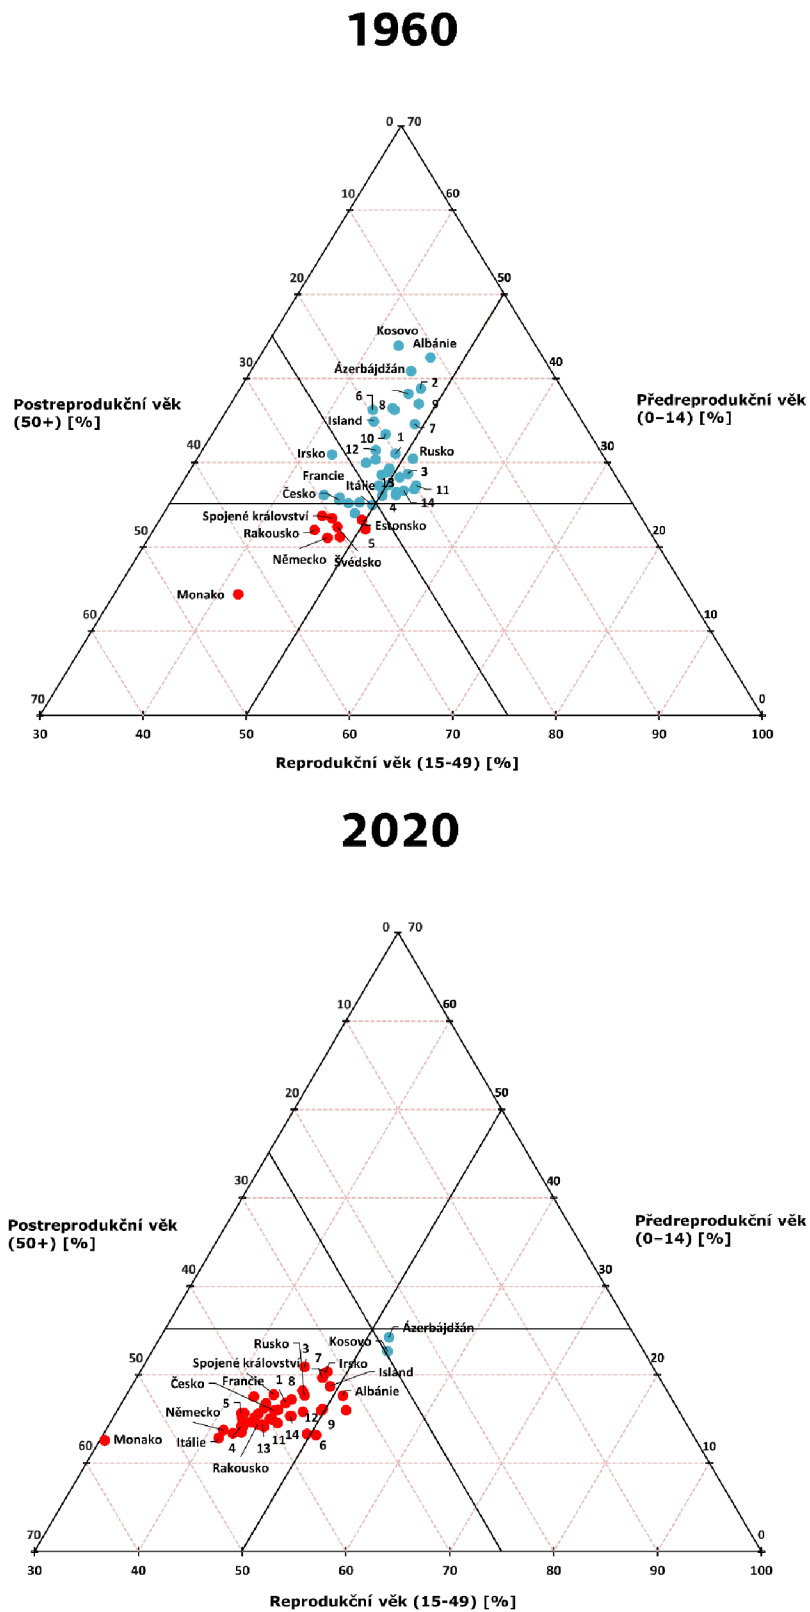 1960
0 70
10 60
20 50
Kosovo
Albánie
Ázerbájdžán
30 40
2
6 8 9
Postreprodukční věk
(50+) [%]
Předreprodukční věk
(0–14) [%]
Island
7
10 1
40 12 30
Irsko Rusko
Francie 3
Itálie 13
Česko 11
4 14
Spojené království
Estonsko
50 Rakousko 20
5
Německo Švédsko
Monako
60 10
70 0
30 40 50 60 70 80 90 100
Reprodukční věk (15-49) [%]
2020
0 70
10 60
20 50
30 40
Postreprodukční věk
(50+) [%]
Předreprodukční věk
(0–14) [%]
40 30
Ázerbájdžán
Kosovo
Rusko 3
7
Spojené království Irsko
50 Island 20
Francie 1 8
Česko
Albánie
5
Německo
12 9
Monako Itálie 4 13 11 14 6
60 10
Rakousko
70 0
30 40 50 60 70 80 90 100
Reprodukční věk (15-49) [%]